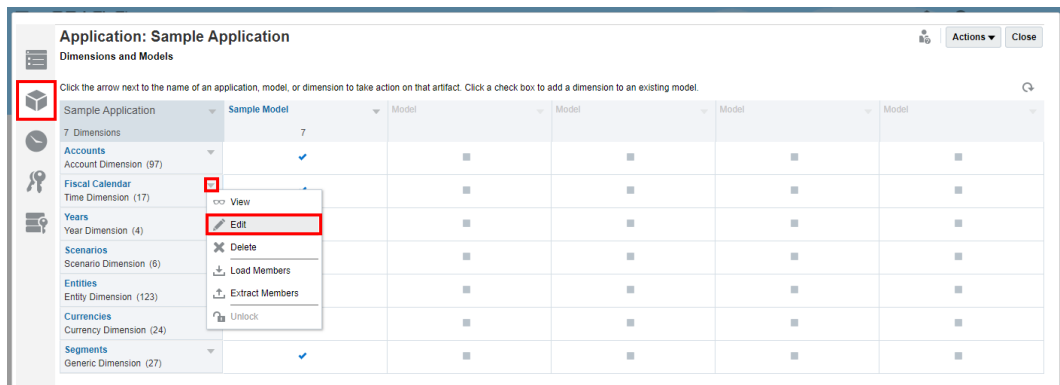 Application: Sample Application
Actions
Close
Dimensions and Models
Click the arrow next to the name of an application, model, or dimension to take action on that artifact. Click a check box to add a dimension to an existing model.
Sample Application
Sample Model
Model
Model
Model
Model
7 Dimensions
7
Accounts
Account Dimension (97)
Fiscal Calendar
Time Dimension (17)
View
Years
Year Dimension (4)
Edit
Scenarios
Scenario Dimension (6)
Delete
Load Members
Entities
Entity Dimension (123)
Extract Members
Currencies
Currency Dimension (24)
Unlock
Segments
Generic Dimension (27)